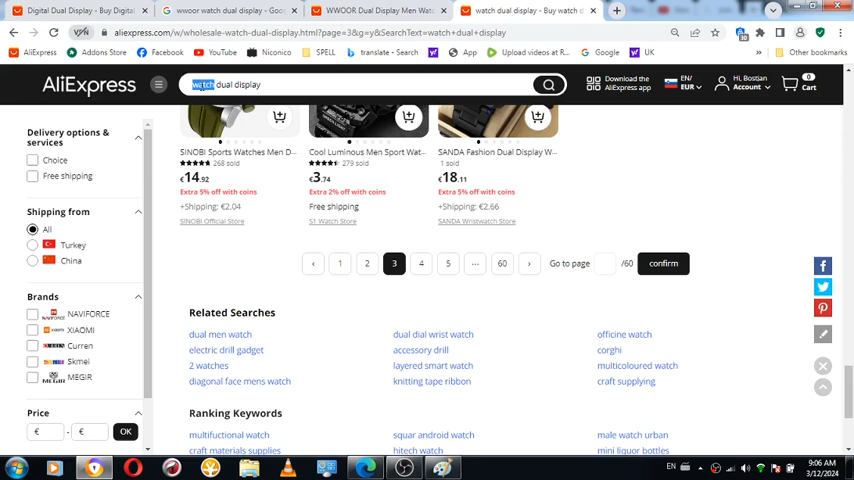 Digital Dual Display - Buy Digital
wwoor watch dual display - Goo
WWOOR Dual Display Men Wat
watch dual display - Buy watch d
VPN
aliexpress.com/w/wholesale-watch-dual-display.html?page=3&g=y&SearchText=watch+dual+display
AliExpress
Addons Store
Facebook
YouTube
Niconico
SPELL
translate - Search
App
Upload videos at R...
Google
UK
Other bookmarks
AliExpress
watch dual display
Download the AliExpress app
EN/ EUR
Hi, Bostjan Account
0 Cart
Delivery options & services
Choice
Free shipping
Shipping from
All
Turkey
China
Brands
NAVIFORCE
XIAOMI
Curren
Skmei
MEGIR
Price
€ - € OK
SINOBI Sports Watches Men D...
268 sold
€14.92
Extra 5% off with coins
+Shipping: €2.04
SINOBI Official Store
Cool Luminous Men Sport Wat...
279 sold
€3.74
Extra 2% off with coins
Free shipping
S1 Watch Store
SANDA Fashion Dual Display W...
1 sold
€18.11
Extra 5% off with coins
+Shipping: €2.66
SANDA Wristwatch Store
‹ 1 2 3 4 5 ... 60 › Go to page /60 confirm
Related Searches
dual men watch
dual dial wrist watch
officine watch
electric drill gadget
accessory drill
corghi
2 watches
layered smart watch
multicoloured watch
diagonal face mens watch
knitting tape ribbon
craft supplying
Ranking Keywords
multifuctional watch
squar android watch
male watch urban
craft materials supplies
hitech watch
mini liquor bottles
EN
9:06 AM
3/12/2024